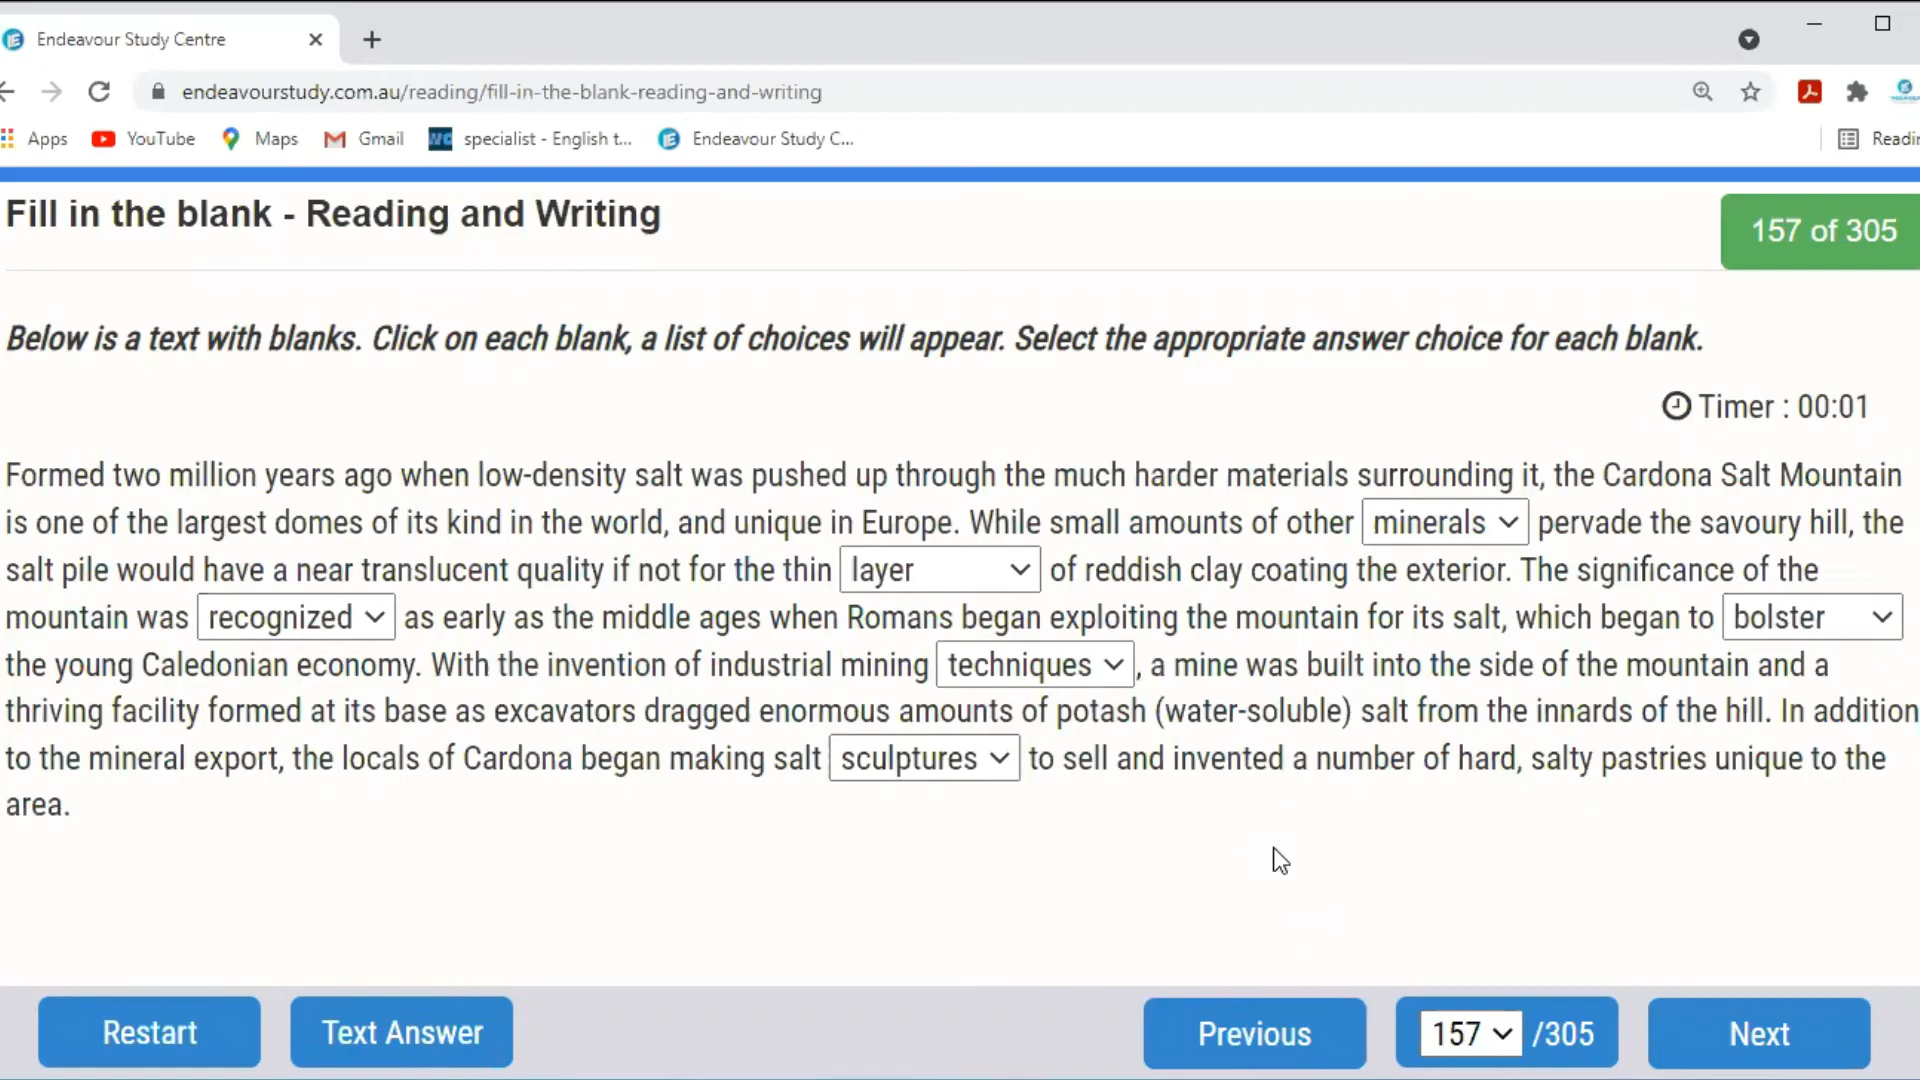 Endeavour Study Centre
endeavourstudy.com.au/reading/fill-in-the-blank-reading-and-writing
Apps YouTube Maps Gmail specialist - English t... Endeavour Study C...
Fill in the blank - Reading and Writing
157 of 305
Below is a text with blanks. Click on each blank, a list of choices will appear. Select the appropriate answer choice for each blank.
Timer : 00:01
Formed two million years ago when low-density salt was pushed up through the much harder materials surrounding it, the Cardona Salt Mountain
is one of the largest domes of its kind in the world, and unique in Europe. While small amounts of other minerals pervade the savoury hill, the
salt pile would have a near translucent quality if not for the thin layer of reddish clay coating the exterior. The significance of the
mountain was recognized as early as the middle ages when Romans began exploiting the mountain for its salt, which began to bolster
the young Caledonian economy. With the invention of industrial mining techniques, a mine was built into the side of the mountain and a
thriving facility formed at its base as excavators dragged enormous amounts of potash (water-soluble) salt from the innards of the hill. In addition
to the mineral export, the locals of Cardona began making salt sculptures to sell and invented a number of hard, salty pastries unique to the
area.
Restart Text Answer Previous 157 /305 Next